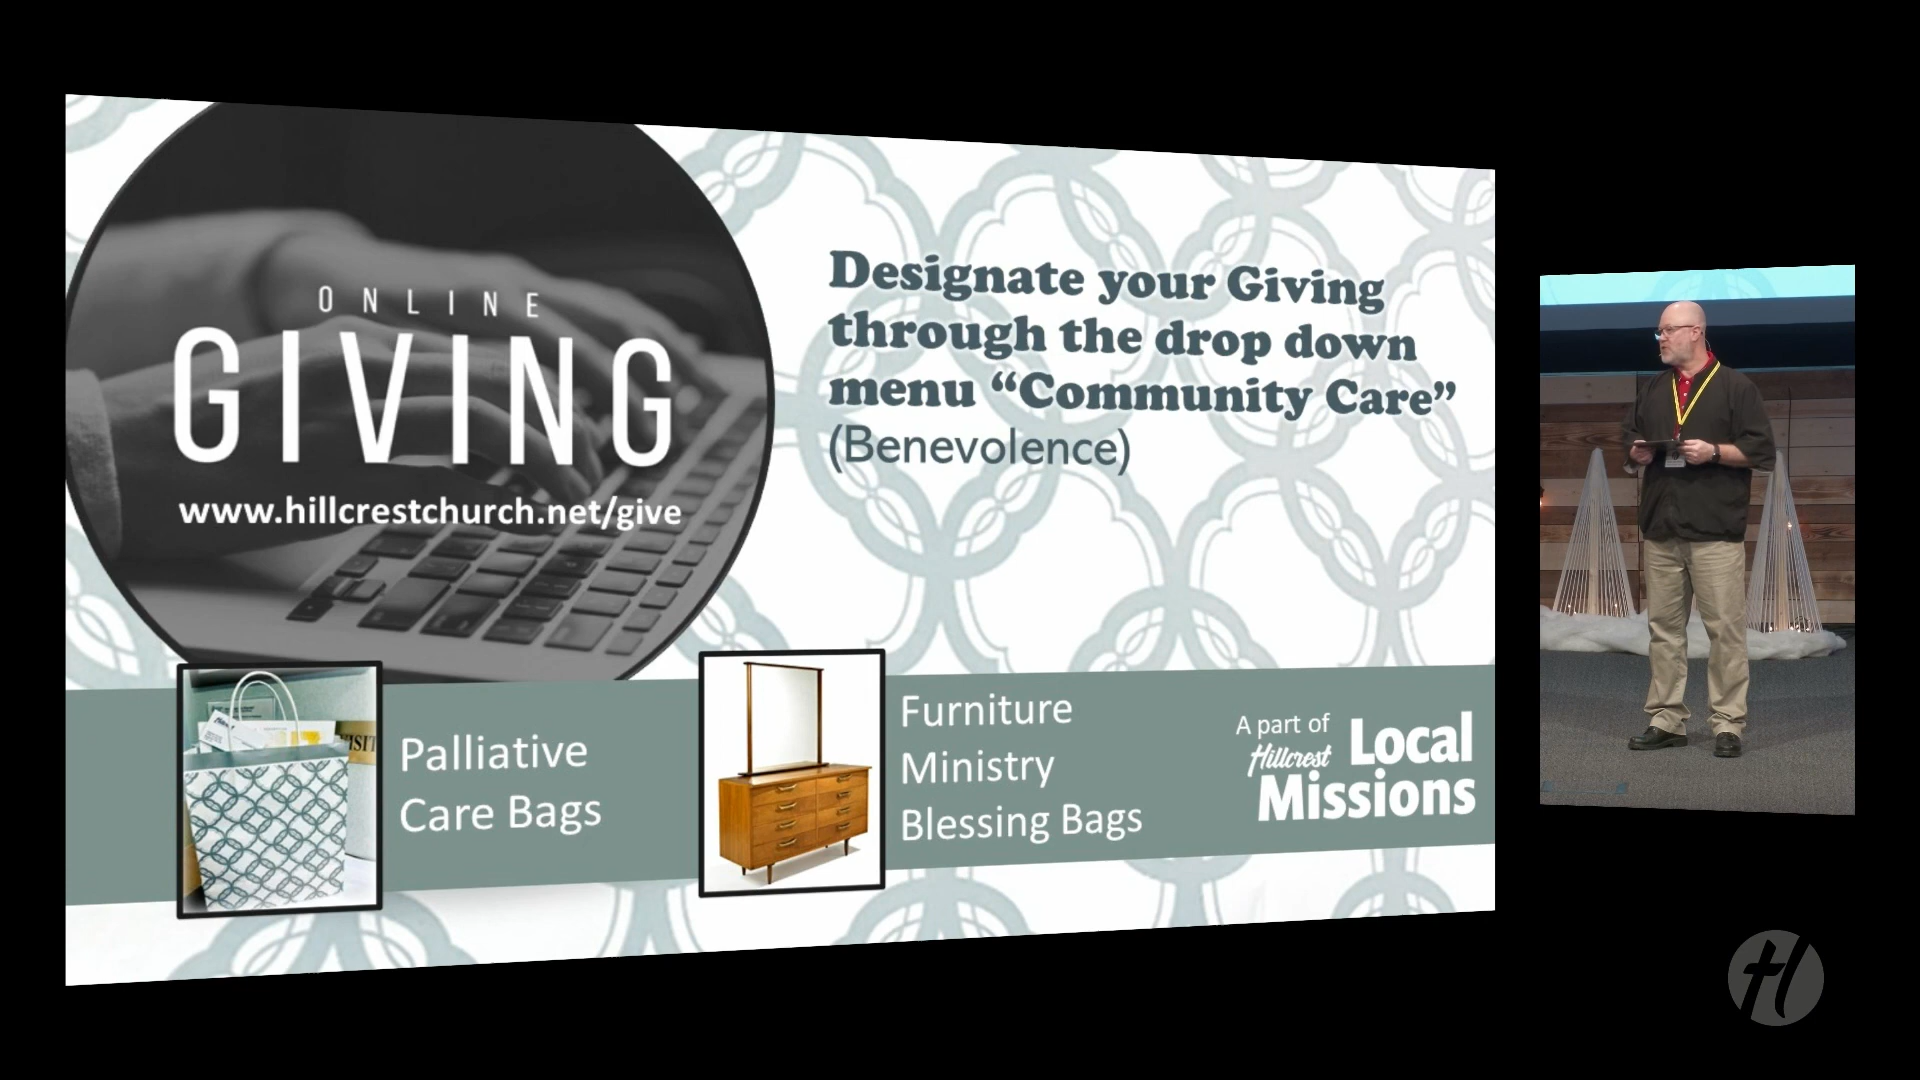 ONLINE
GIVING
www.hillcrestchurch.net/give
Designate your Giving
through the drop down
menu “Community Care”
(Benevolence)
Palliative
Care Bags
Furniture
Ministry
Blessing Bags
A part of
Hillcrest Local
Missions
VISIT
H